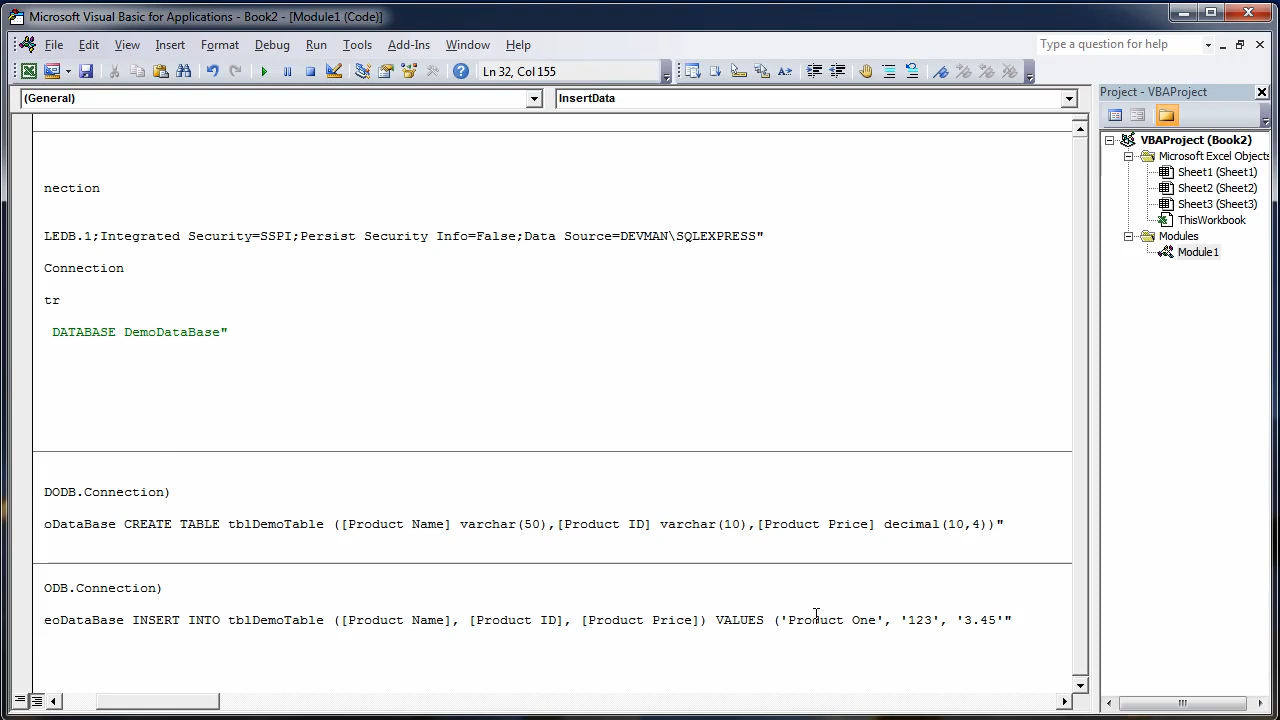 Microsoft Visual Basic for Applications - Book2 - [Module1 (Code)]
File Edit View Insert Format Debug Run Tools Add-Ins Window Help
Type a question for help
Ln 32, Col 155
(General)
InsertData
Project - VBAProject
VBAProject (Book2)
Microsoft Excel Objects
Sheet1 (Sheet1)
Sheet2 (Sheet2)
Sheet3 (Sheet3)
ThisWorkbook
Modules
Module1
nection
LEDB.1;Integrated Security=SSPI;Persist Security Info=False;Data Source=DEVMAN\SQLEXPRESS"
Connection
tr
DATABASE DemoDataBase"
DODB.Connection)
oDataBase CREATE TABLE tblDemoTable ([Product Name] varchar(50),[Product ID] varchar(10),[Product Price] decimal(10,4))"
ODB.Connection)
eoDataBase INSERT INTO tblDemoTable ([Product Name], [Product ID], [Product Price]) VALUES ('Product One', '123', '3.45'"